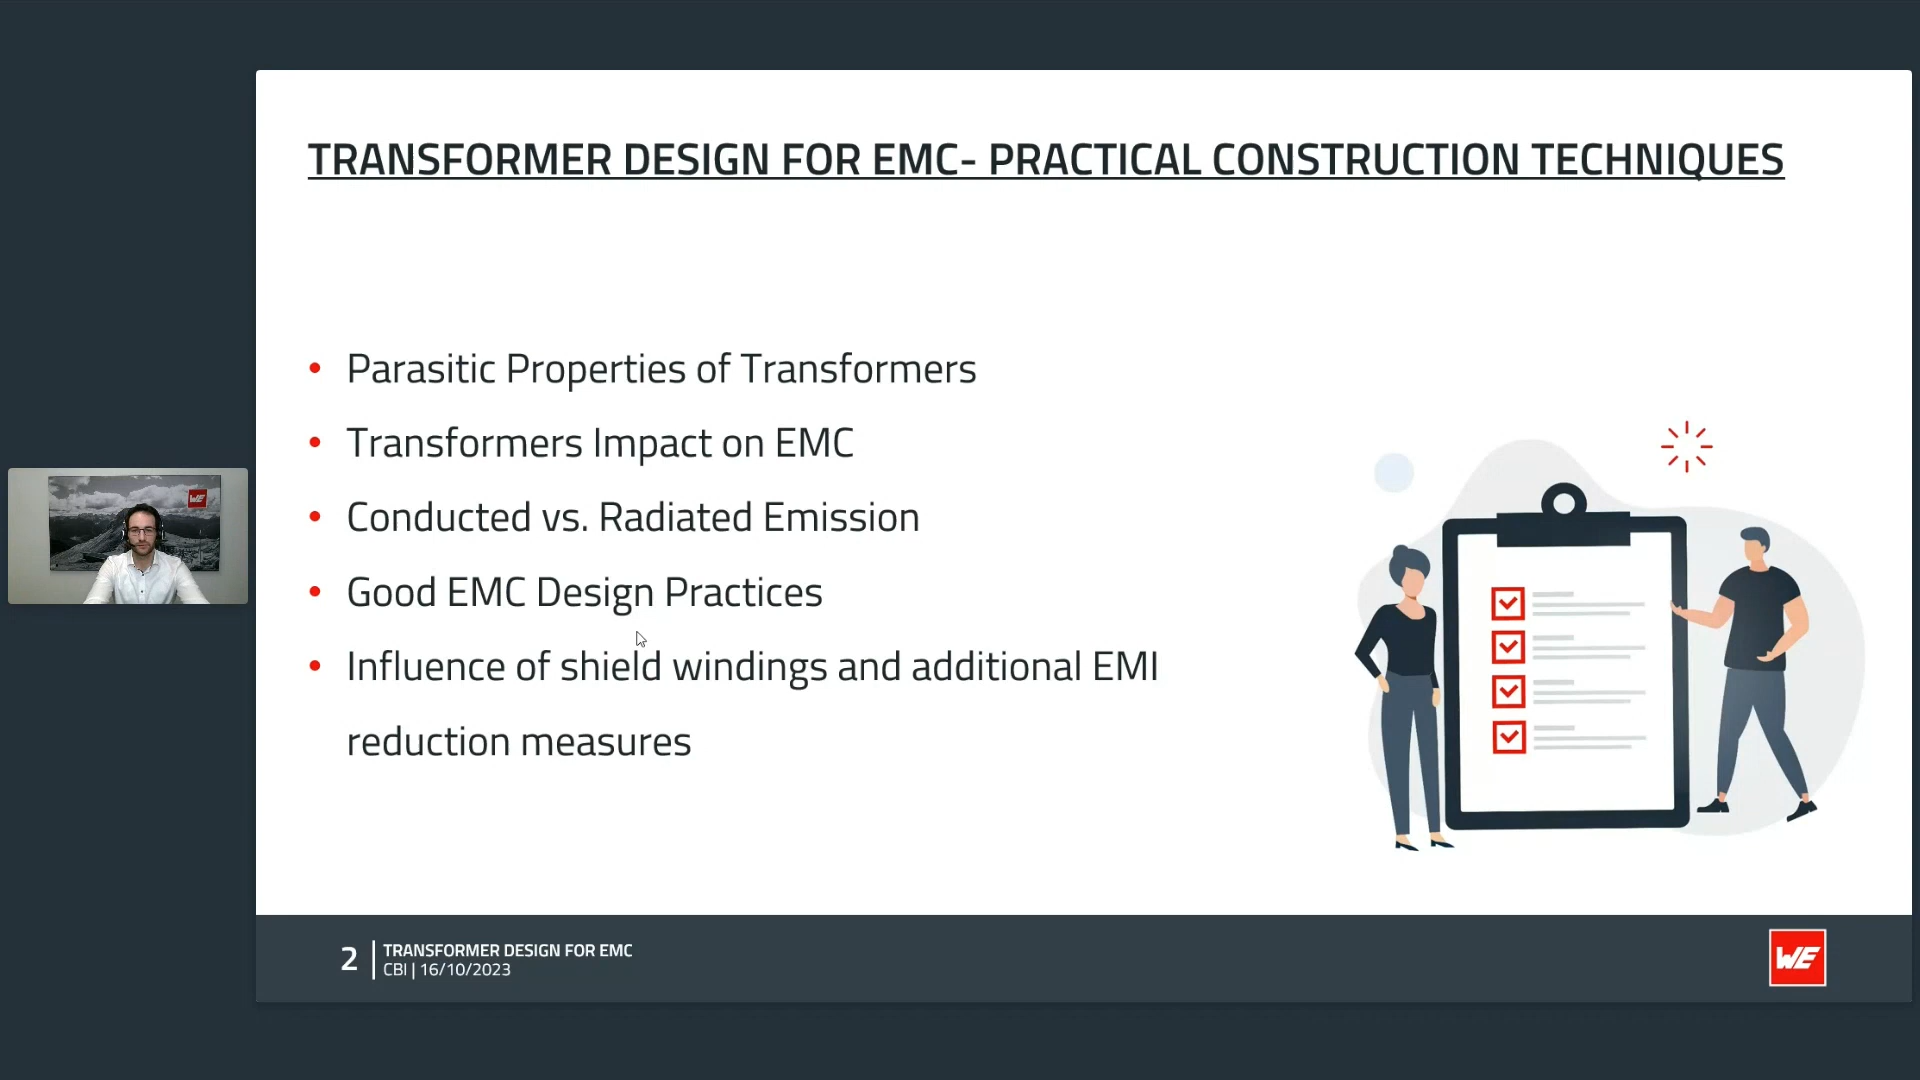 TRANSFORMER DESIGN FOR EMC- PRACTICAL CONSTRUCTION TECHNIQUES
• Parasitic Properties of Transformers
• Transformers Impact on EMC
• Conducted vs. Radiated Emission
• Good EMC Design Practices
• Influence of shield windings and additional EMI
reduction measures
WE
2
TRANSFORMER DESIGN FOR EMC
CBI | 16/10/2023
WE